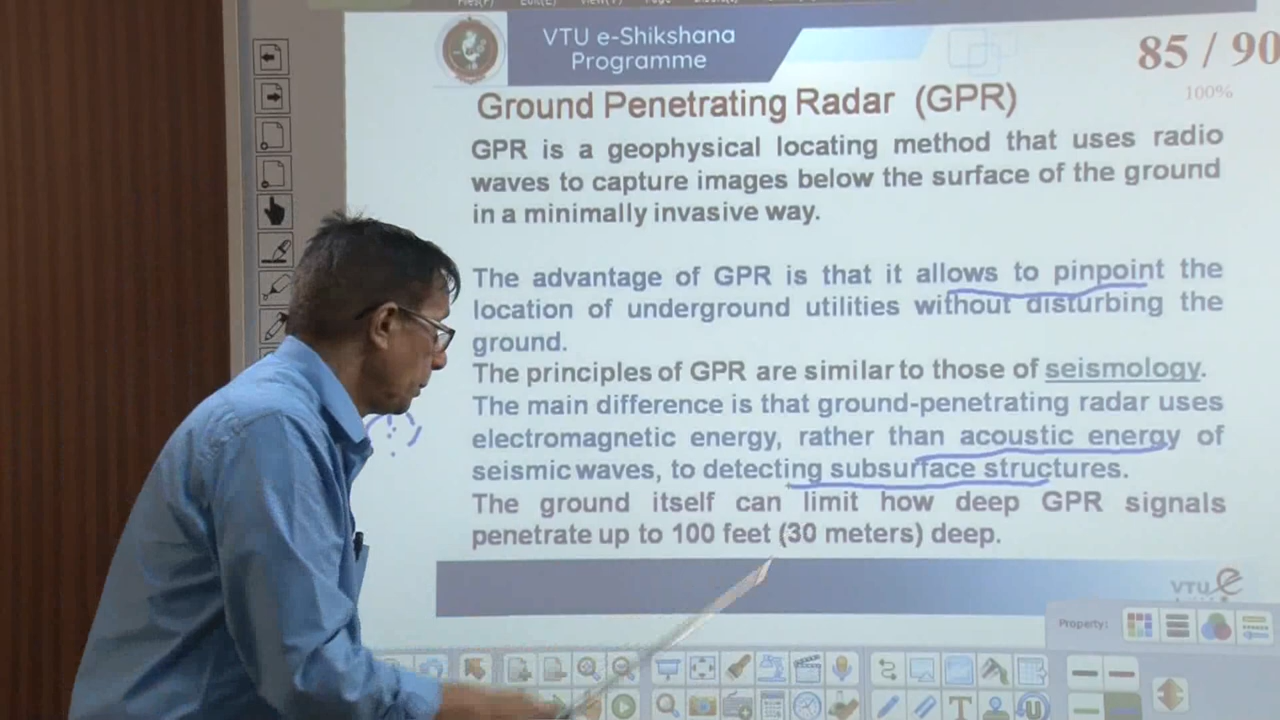 VTU e-Shikshana
Programme
85 / 90
100%
Ground Penetrating Radar (GPR)
GPR is a geophysical locating method that uses radio
waves to capture images below the surface of the ground
in a minimally invasive way.
The advantage of GPR is that it allows to pinpoint the
location of underground utilities without disturbing the
ground.
The principles of GPR are similar to those of seismology.
The main difference is that ground-penetrating radar uses
electromagnetic energy, rather than acoustic energy of
seismic waves, to detecting subsurface structures.
The ground itself can limit how deep GPR signals
penetrate up to 100 feet (30 meters) deep.
VTU e
Property: